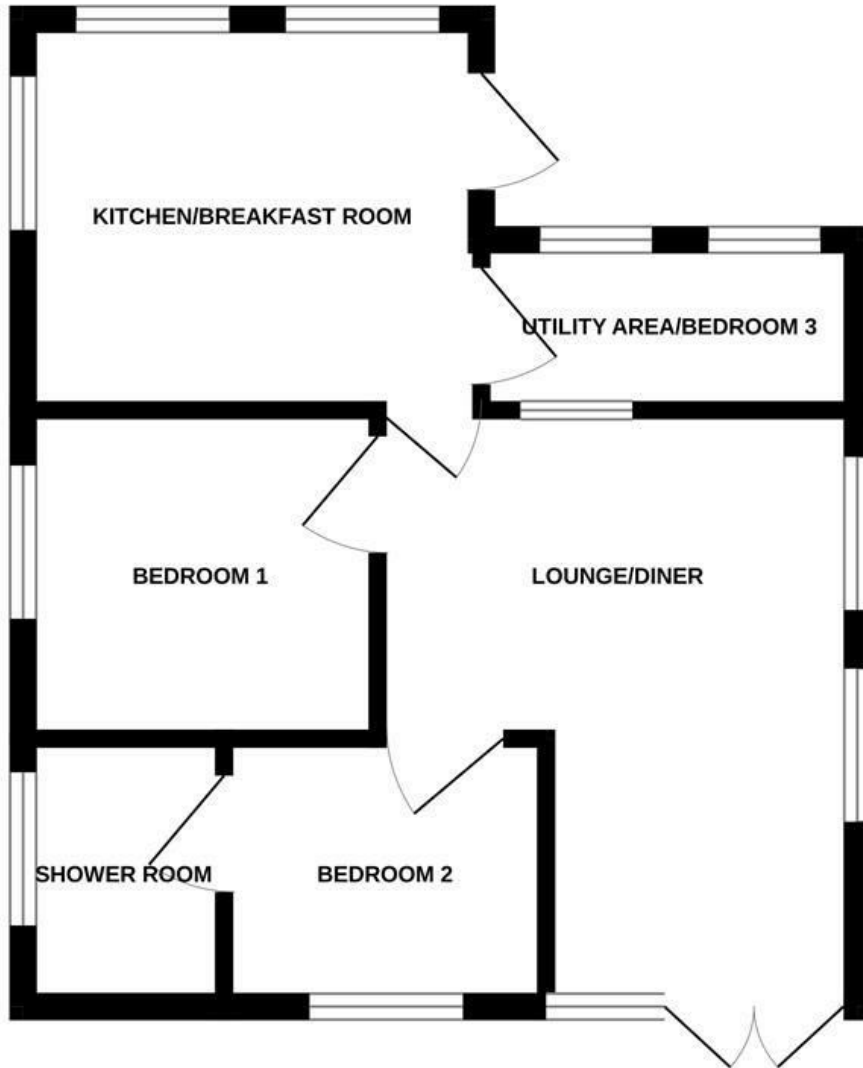 KITCHEN/BREAKFAST ROOM
UTILITY AREA/BEDROOM 3
BEDROOM 1
LOUNGE/DINER
SHOWER ROOM
BEDROOM 2